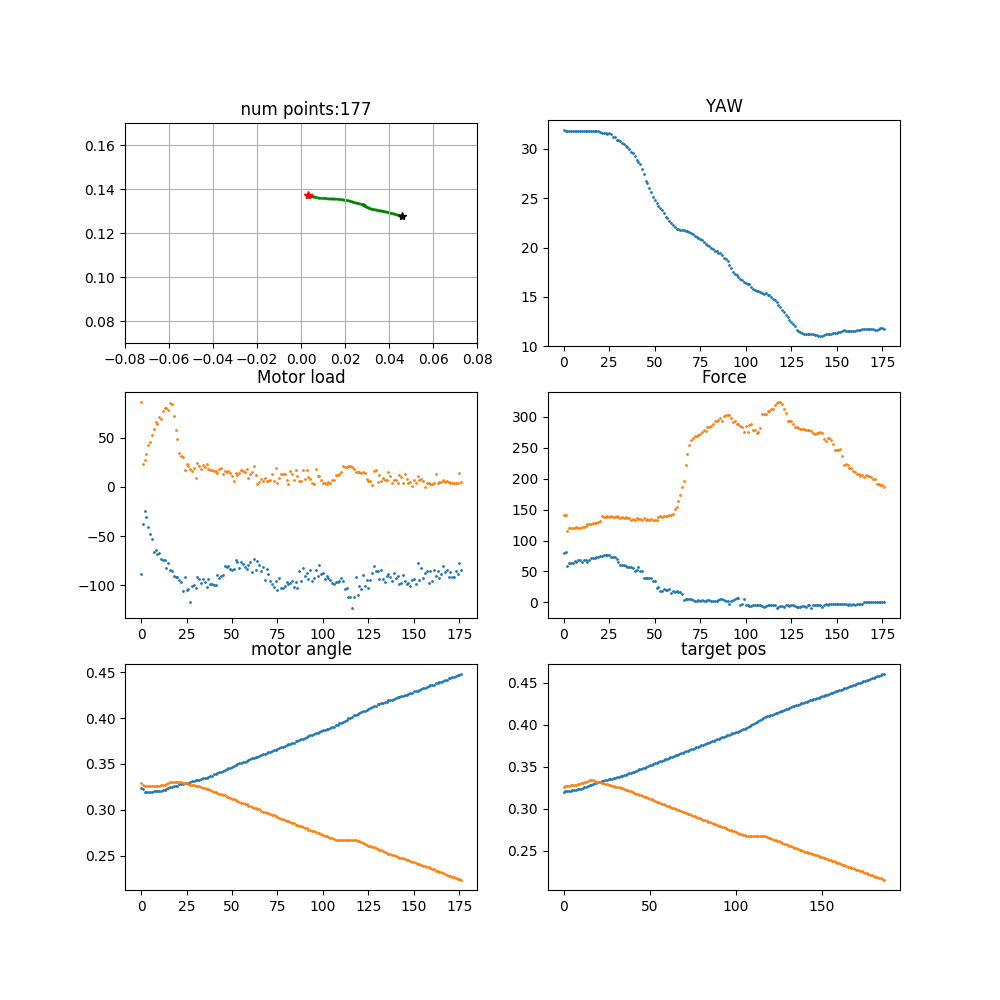 num points:177
YAW
0.16
0.14
0.12
0.10
0.08
−0.08 −0.06 −0.04 −0.02 0.00 0.02 0.04 0.06 0.08
30
25
20
15
10
0 25 50 75 100 125 150 175
Motor load
Force
50
0
−50
−100
0 25 50 75 100 125 150 175
300
250
200
150
100
50
0
0 25 50 75 100 125 150 175
motor angle
target pos
0.45
0.40
0.35
0.30
0.25
0 25 50 75 100 125 150 175
0.45
0.40
0.35
0.30
0.25
0 50 100 150